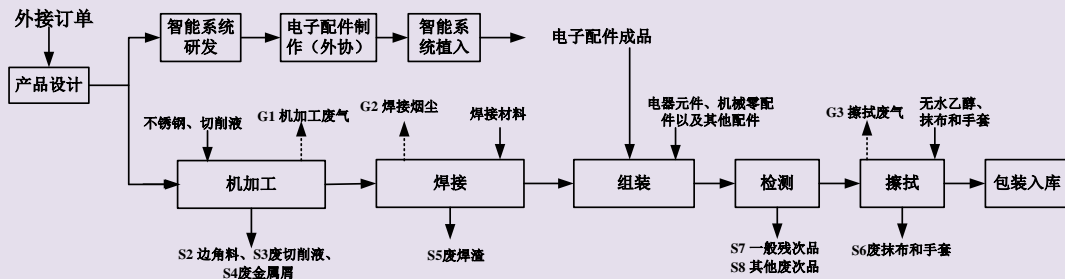 外接订单
产品设计
智能系统
研发
电子配件制
作（外协）
智能系
统植入
电子配件成品
不锈钢、切削液
G1 机加工废气
G2 焊接烟尘
焊接材料
电器元件、机械零配
件以及其他配件
G3 擦拭废气
无水乙醇、
抹布和手套
机加工
焊接
组装
检测
擦拭
包装入库
S2 边角料、S3废切削液、
S4废金属屑
S5废焊渣
S7 一般残次品
S8 其他废次品
S6废抹布和手套